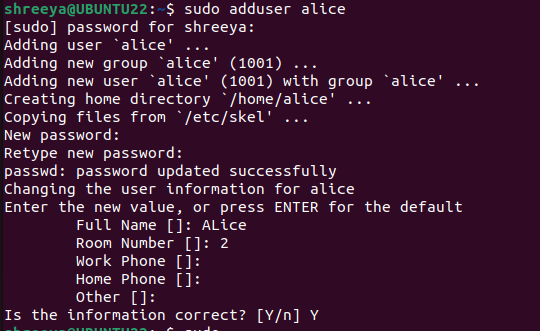 shreeya@UBUNTU22:~$ sudo adduser alice
[sudo] password for shreeya:
Adding user `alice' ...
Adding new group `alice' (1001) ...
Adding new user `alice' (1001) with group `alice' ...
Creating home directory `/home/alice' ...
Copying files from `/etc/skel' ...
New password:
Retype new password:
passwd: password updated successfully
Changing the user information for alice
Enter the new value, or press ENTER for the default
Full Name []: ALice
Room Number []: 2
Work Phone []:
Home Phone []:
Other []:
Is the information correct? [Y/n] Y
shreeya@UBUNTU22:~$ sudo